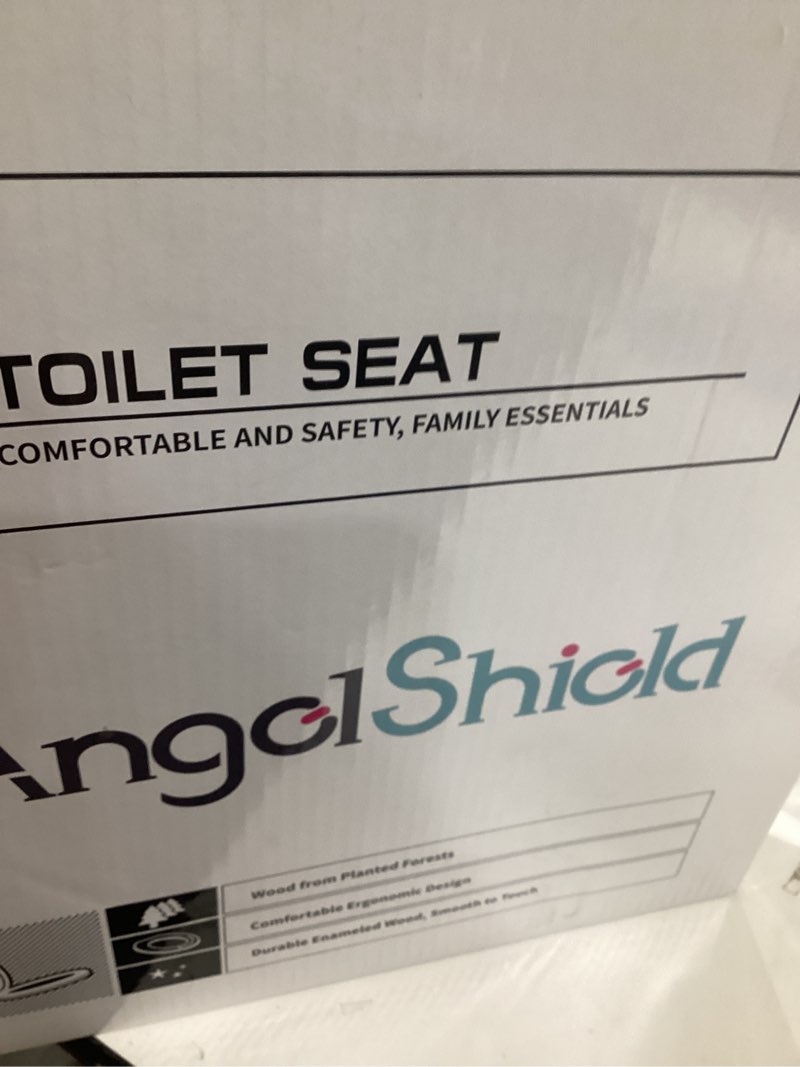 TOILET SEAT
COMFORTABLE AND SAFETY, FAMILY ESSENTIALS
AngelShield
Wood from Planted Forests
Comfortable Ergonomic Design
Durable Enameled Wood, Smooth to Touch